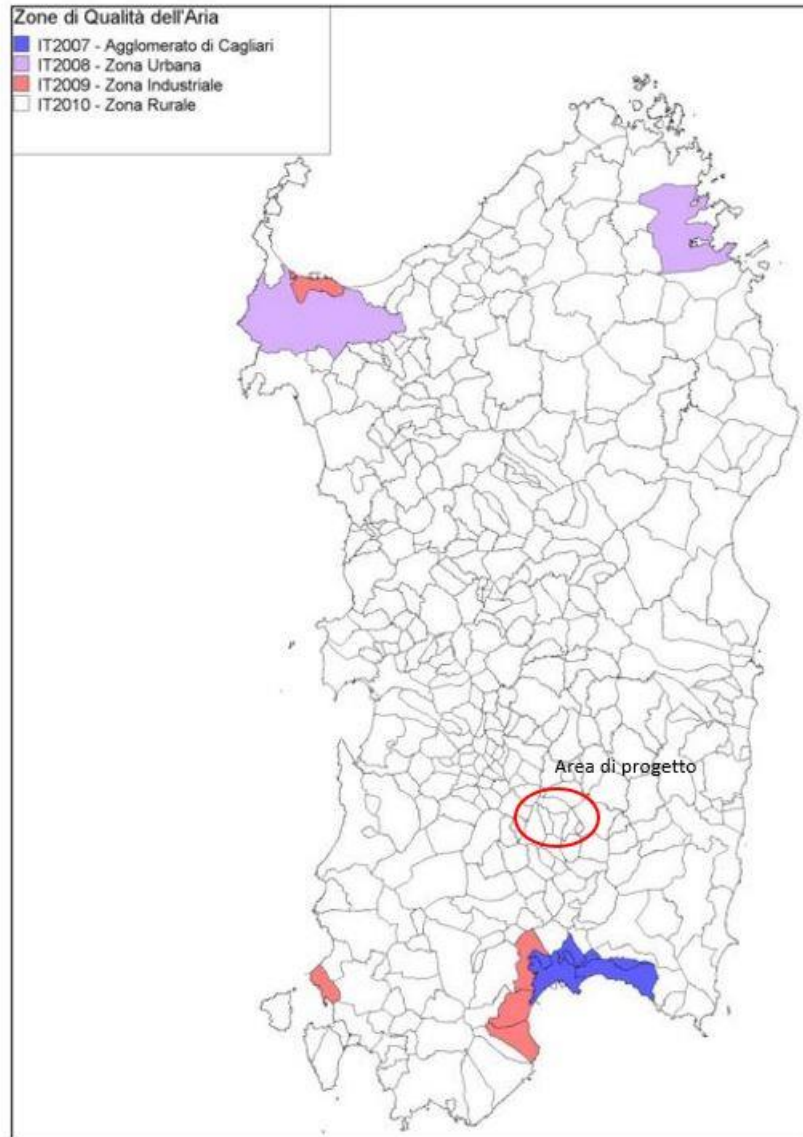 Zone di Qualità dell'Aria
IT2007 - Agglomerato di Cagliari
IT2008 - Zona Urbana
IT2009 - Zona Industriale
IT2010 - Zona Rurale
Area di progetto